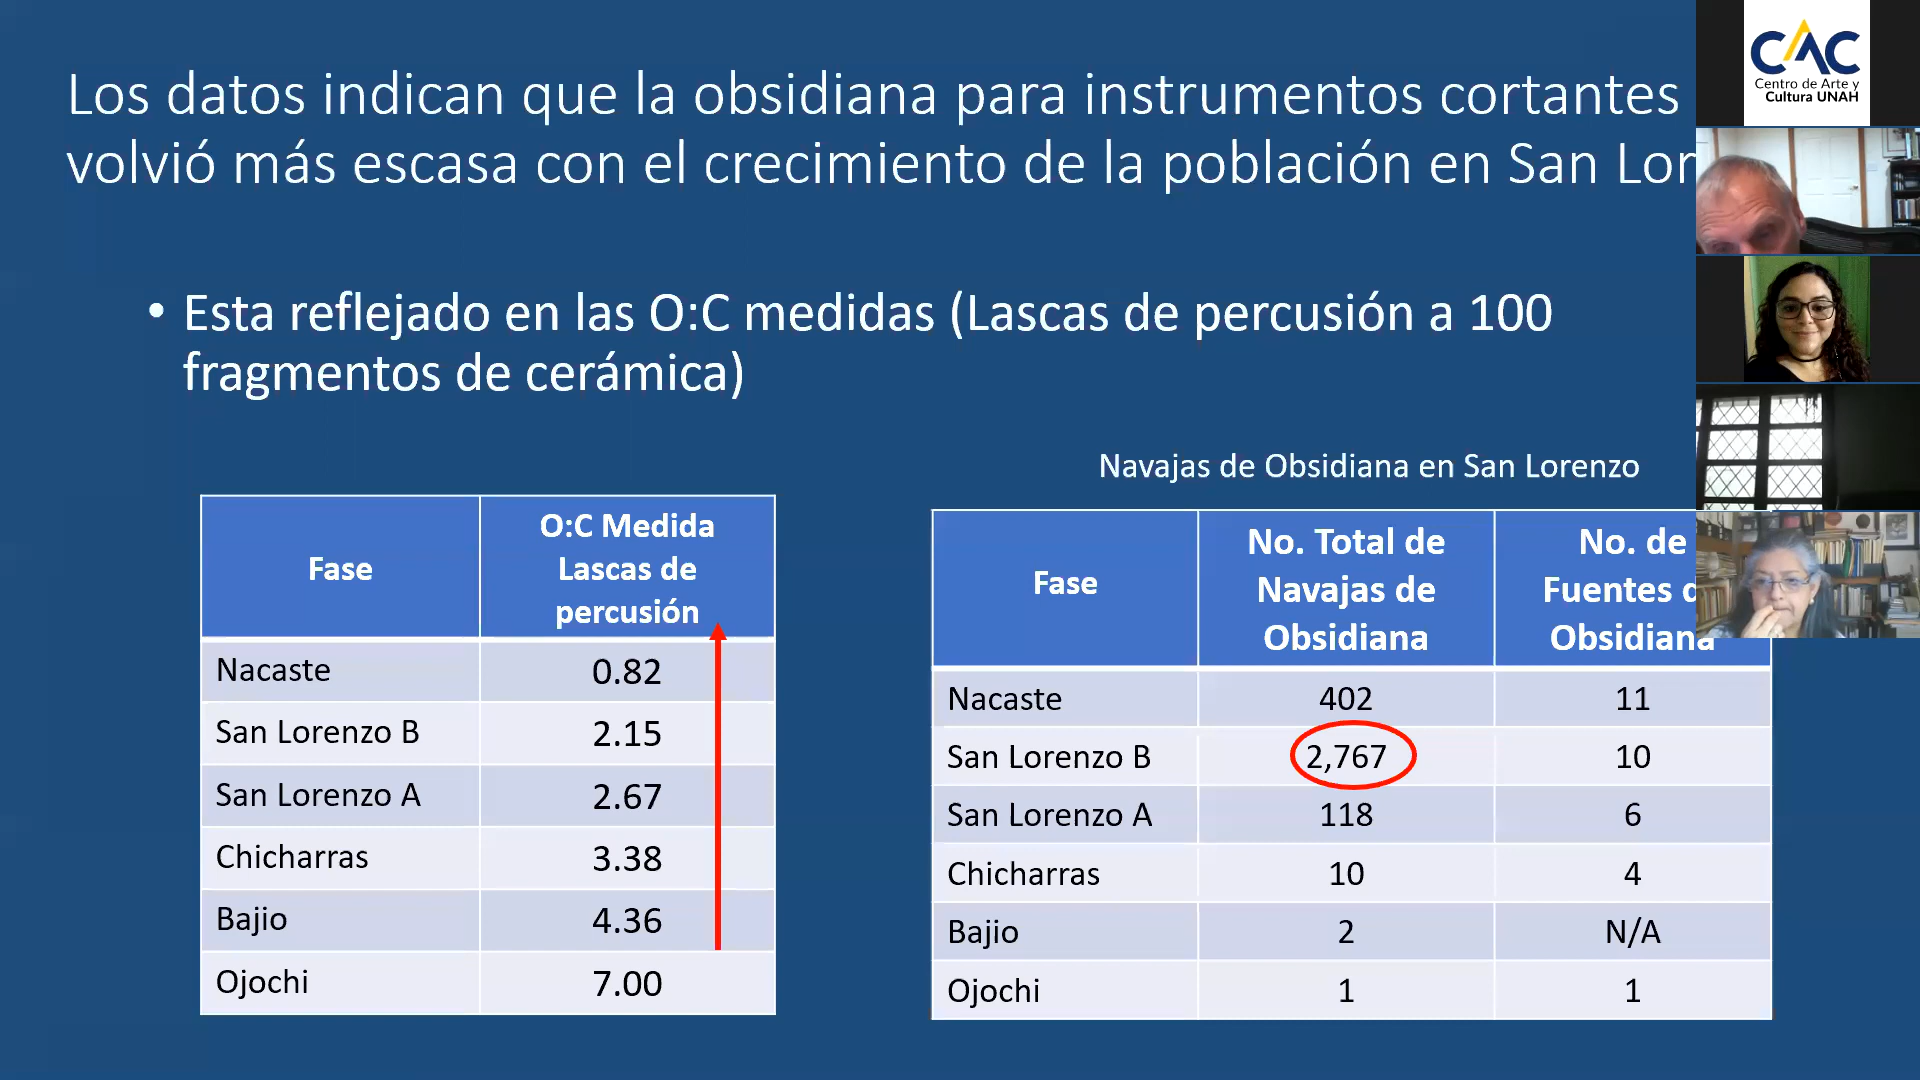 Los datos indican que la obsidiana para instrumentos cortantes
volvió más escasa con el crecimiento de la población en San
• Esta reflejado en las O:C medidas (Lascas de percusión a 100
fragmentos de cerámica)
Fase
O:C Medida
Lascas de
percusión
Nacaste 0.82
San Lorenzo B 2.15
San Lorenzo A 2.67
Chicharras 3.38
Bajio 4.36
Ojochi 7.00
Navajas de Obsidiana en San Lorenzo
Fase
No. Total de
Navajas de
Obsidiana
No. de
Fuentes
Obsidiana
Nacaste 402 11
San Lorenzo B 2,767 10
San Lorenzo A 118 6
Chicharras 10 4
Bajio 2 N/A
Ojochi 1 1
CAC
Centro de Arte y
Cultura UNAH